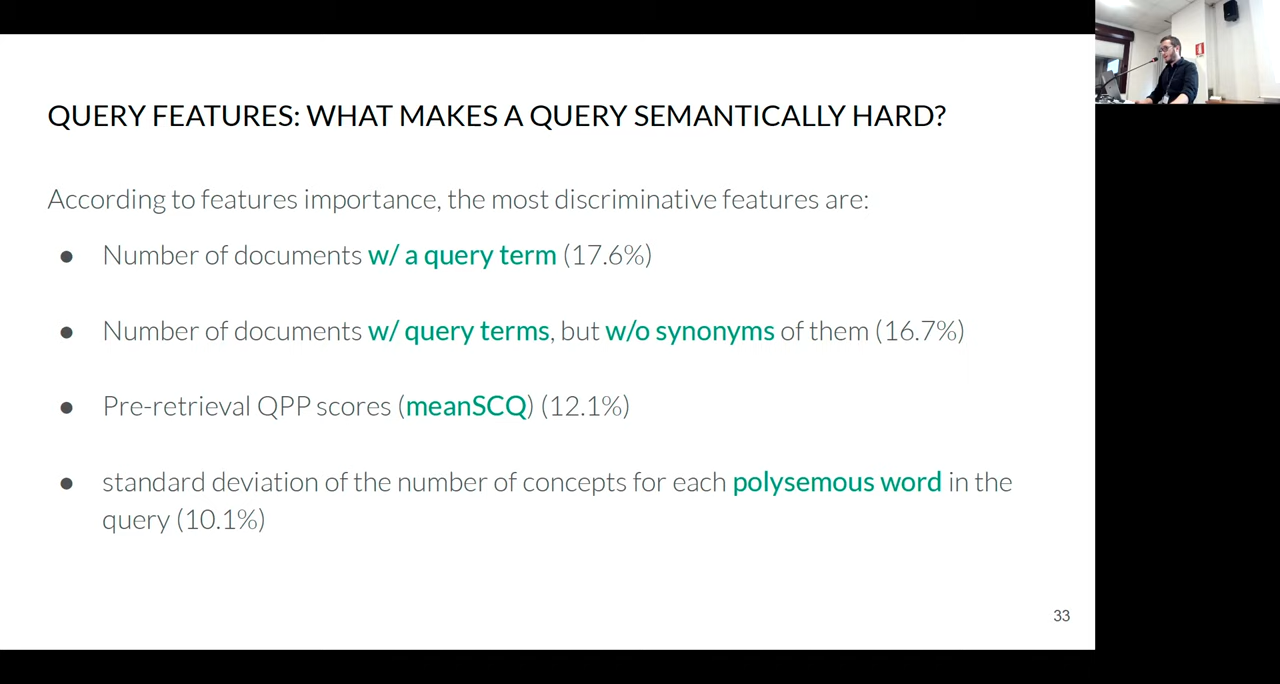 QUERY FEATURES: WHAT MAKES A QUERY SEMANTICALLY HARD?
According to features importance, the most discriminative features are:
● Number of documents w/ a query term (17.6%)
● Number of documents w/ query terms, but w/o synonyms of them (16.7%)
● Pre-retrieval QPP scores (meanSCQ) (12.1%)
● standard deviation of the number of concepts for each polysemous word in the
query (10.1%)
33